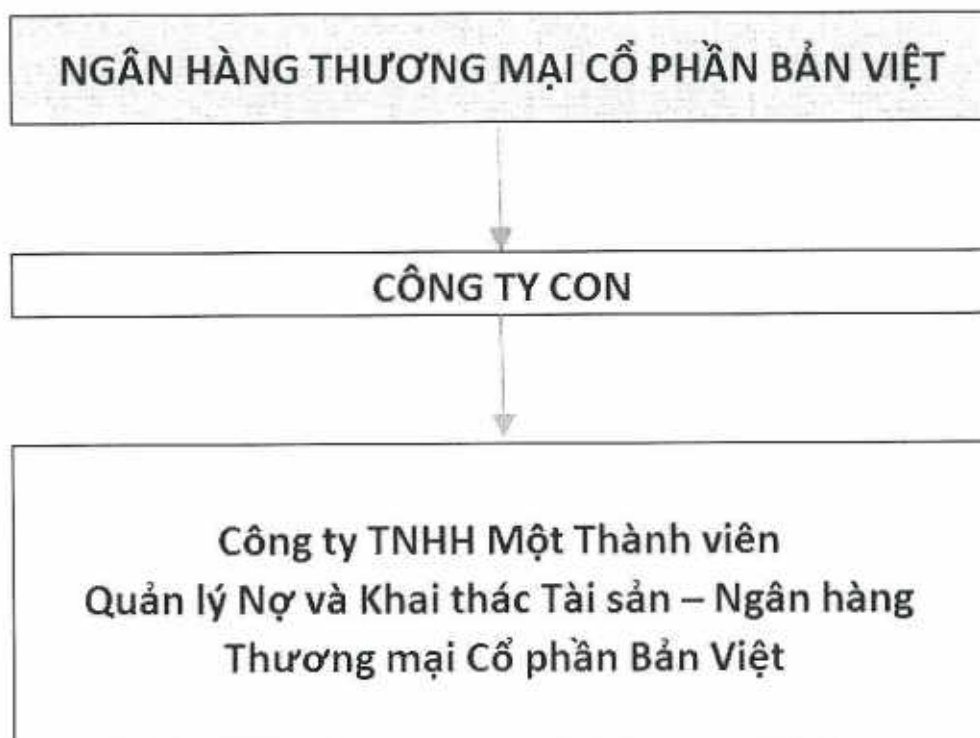 NGÂN HÀNG THƯƠNG MẠI CỔ PHẦN BẢN VIỆT
CÔNG TY CON
Công ty TNHH Một Thành viên
Quản lý Nợ và Khai thác Tài sản – Ngân hàng
Thương mại Cổ phần Bản Việt